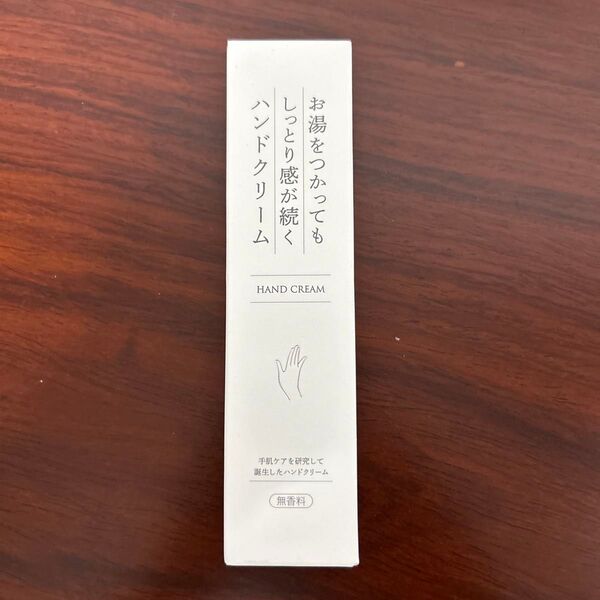 お湯をつかっても
しっとり感が続く
ハンドクリーム
HAND CREAM
手肌ケアを研究して
誕生したハンドクリーム
無香料